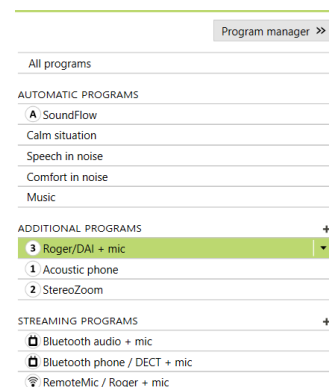 Program manager »
All programs
AUTOMATIC PROGRAMS
A SoundFlow
Calm situation
Speech in noise
Comfort in noise
Music
ADDITIONAL PROGRAMS +
3 Roger/DAI + mic
1 Acoustic phone
2 StereoZoom
STREAMING PROGRAMS +
Bluetooth audio + mic
Bluetooth phone / DECT + mic
RemoteMic / Roger + mic